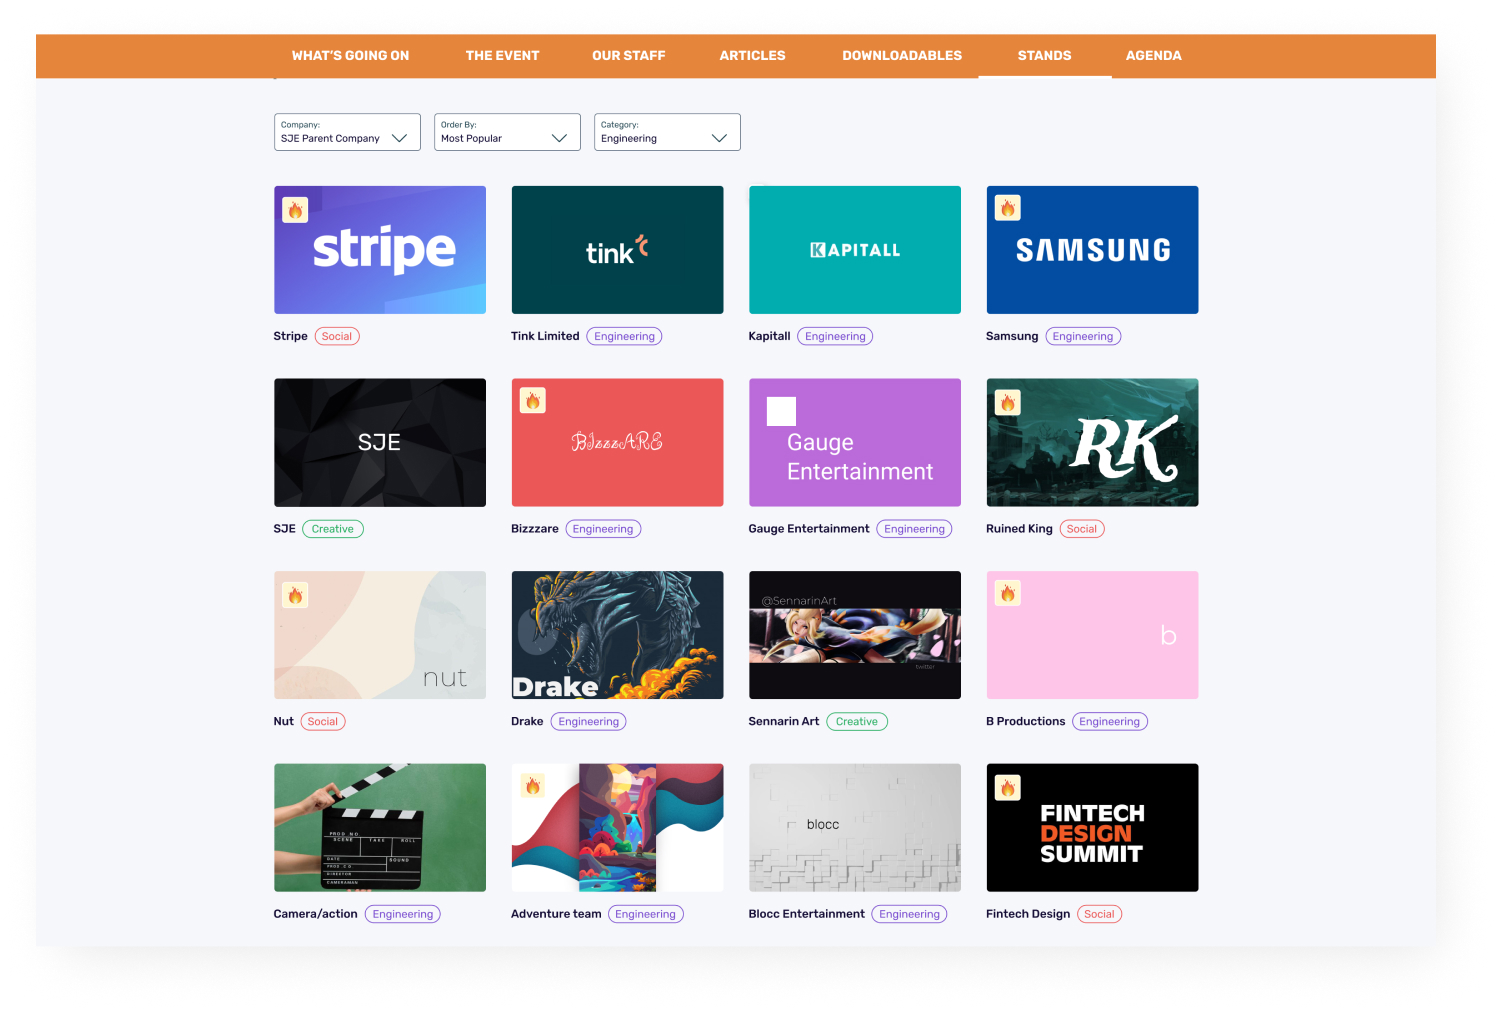 WHAT'S GOING ON THE EVENT OUR STAFF ARTICLES DOWNLOADABLES STANDS AGENDA
Company: Order By: Category:
SJE Parent Company Most Popular Engineering
stripe tink KAPITALL SAMSUNG
Stripe Social Tink Limited Engineering Kapitall Engineering Samsung Engineering
SJE
BIzzzARE
Gauge
Entertainment
RK
SJE Creative Bizzzare Engineering Gauge Entertainment Engineering Ruined King Social
nut
Drake
@SennarinArt
twitter
b
Nut Social Drake Engineering Sennarin Art Creative B Productions Engineering
PROD NO
SCENE TAKE ROLL
DATE SOUND
PROD CO
DIRECTOR
CAMERAMAN
blocc
FINTECH
DESIGN
SUMMIT
Camera/action Engineering Adventure team Engineering Blocc Entertainment Engineering Fintech Design Social